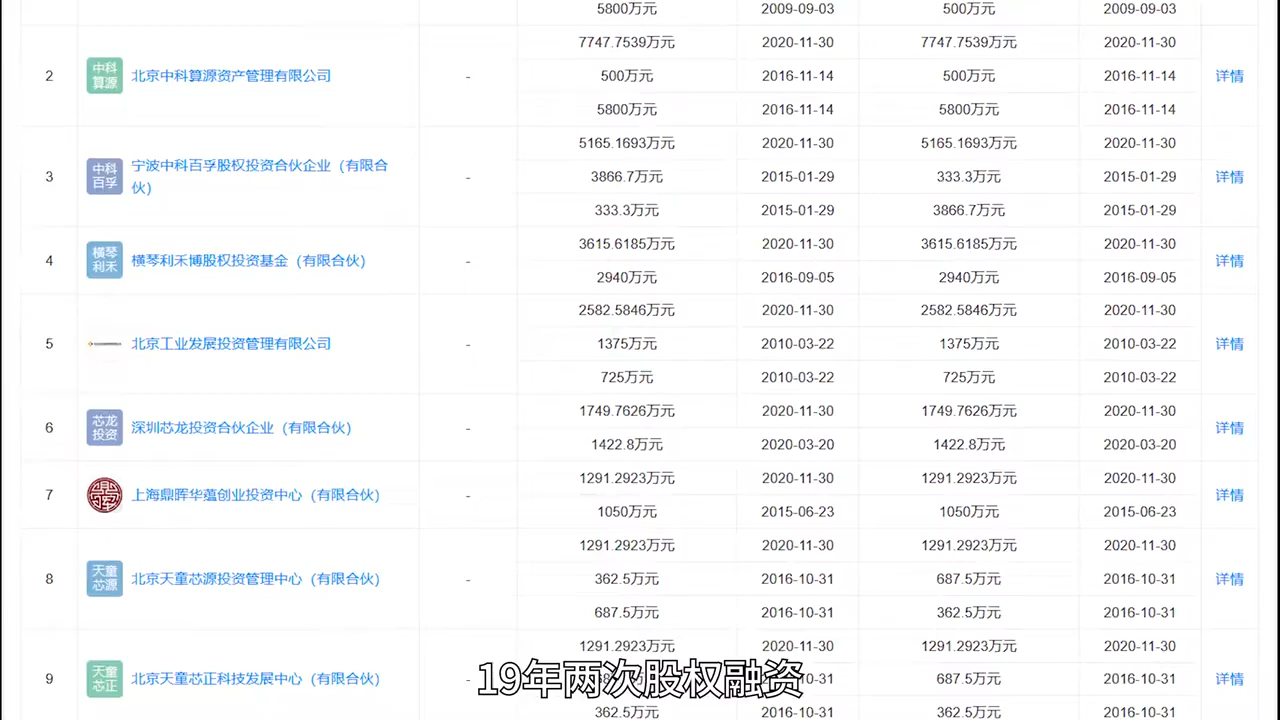 5800万元 2009-09-03 500万元 2009-09-03
7747.7539万元 2020-11-30 7747.7539万元 2020-11-30
2 中科算源 北京中科算源资产管理有限公司 - 500万元 2016-11-14 500万元 2016-11-14 详情
5800万元 2016-11-14 5800万元 2016-11-14
5165.1693万元 2020-11-30 5165.1693万元 2020-11-30
3 中科百孚 宁波中科百孚股权投资合伙企业（有限合伙） - 3866.7万元 2015-01-29 333.3万元 2015-01-29 详情
333.3万元 2015-01-29 3866.7万元 2015-01-29
3615.6185万元 2020-11-30 3615.6185万元 2020-11-30
4 横琴利禾 横琴利禾博股权投资基金（有限合伙） - 详情
2940万元 2016-09-05 2940万元 2016-09-05
2582.5846万元 2020-11-30 2582.5846万元 2020-11-30
5 北京工业发展投资管理有限公司 - 1375万元 2010-03-22 1375万元 2010-03-22 详情
725万元 2010-03-22 725万元 2010-03-22
1749.7626万元 2020-11-30 1749.7626万元 2020-11-30
6 芯龙投资 深圳芯龙投资合伙企业（有限合伙） - 详情
1422.8万元 2020-03-20 1422.8万元 2020-03-20
1291.2923万元 2020-11-30 1291.2923万元 2020-11-30
7 上海鼎晖华蕴创业投资中心（有限合伙） - 详情
1050万元 2015-06-23 1050万元 2015-06-23
1291.2923万元 2020-11-30 1291.2923万元 2020-11-30
8 天童芯源 北京天童芯源投资管理中心（有限合伙） - 362.5万元 2016-10-31 687.5万元 2016-10-31 详情
687.5万元 2016-10-31 362.5万元 2016-10-31
1291.2923万元 2020-11-30 1291.2923万元 2020-11-30
9 天童芯正 北京天童芯正科技发展中心（有限合伙） - 687.5万元 2016-10-31 详情
362.5万元 2016-10-31 362.5万元 2016-10-31
19年两次股权融资